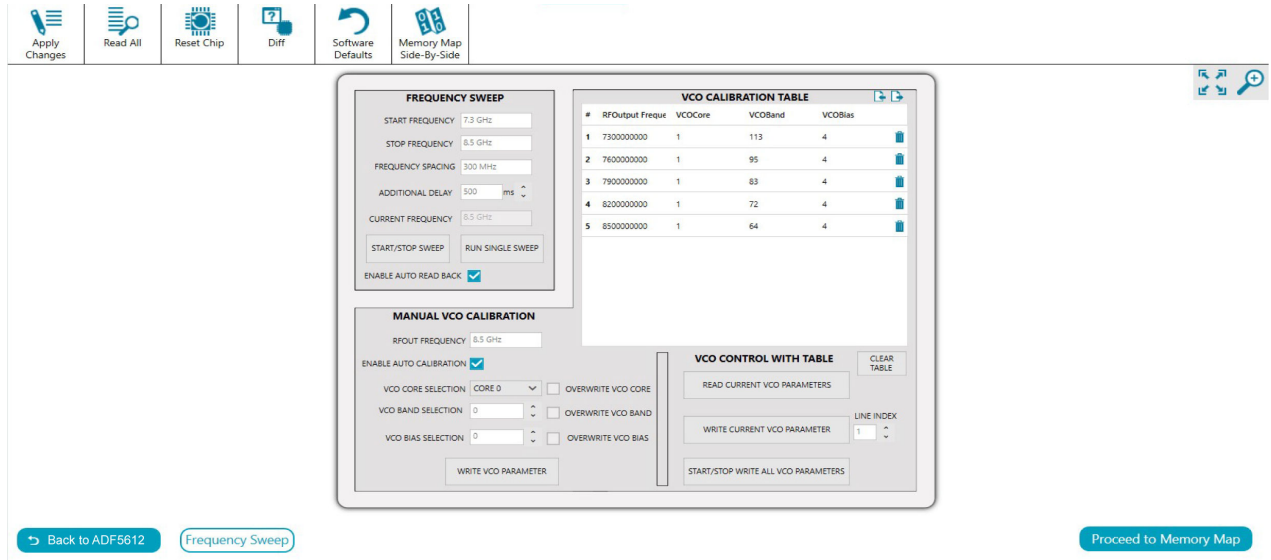 Apply
Changes
Read All
Reset Chip
Diff
Software
Defaults
Memory Map
Side-By-Side
FREQUENCY SWEEP
START FREQUENCY 7.3 GHz
STOP FREQUENCY 8.5 GHz
FREQUENCY SPACING 300 MHz
ADDITIONAL DELAY 500 ms
CURRENT FREQUENCY 8.5 GHz
START/STOP SWEEP RUN SINGLE SWEEP
ENABLE AUTO READ BACK
VCO CALIBRATION TABLE
# RFOutput Freque VCOCore VCOBand VCOBias
1 7300000000 1 113 4
2 7600000000 1 95 4
3 7900000000 1 83 4
4 8200000000 1 72 4
5 8500000000 1 64 4
MANUAL VCO CALIBRATION
RFOUT FREQUENCY 8.5 GHz
ENABLE AUTO CALIBRATION
VCO CORE SELECTION CORE 0 OVERWRITE VCO CORE
VCO BAND SELECTION 0 OVERWRITE VCO BAND
VCO BIAS SELECTION 0 OVERWRITE VCO BIAS
WRITE VCO PARAMETER
VCO CONTROL WITH TABLE
CLEAR
TABLE
READ CURRENT VCO PARAMETERS
LINE INDEX
WRITE CURRENT VCO PARAMETER 1
START/STOP WRITE ALL VCO PARAMETERS
Back to ADF5612
Frequency Sweep
Proceed to Memory Map